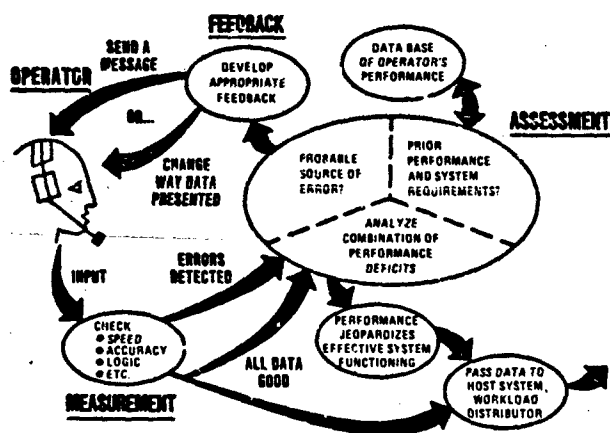 FEEDBACK
SEND A
MESSAGE
OPERATOR
DEVELOP
APPROPRIATE
FEEDBACK
DATA BASE
OF OPERATOR'S
PERFORMANCE
OR...
ASSESSMENT
CHANGE
WAY DATA
PRESENTED
PROBABLE
SOURCE OF
ERROR?
PRIOR
PERFORMANCE
AND SYSTEM
REQUIREMENTS?
ANALYZE
COMBINATION OF
PERFORMANCE
DEFICITS
INPUT
ERRORS
DETECTED
CHECK
• SPEED
• ACCURACY
• LOGIC
• ETC.
MEASUREMENT
ALL DATA
GOOD
PERFORMANCE
JEOPARDIZES
EFFECTIVE SYSTEM
FUNCTIONING
PASS DATA TO
HOST SYSTEM,
WORKLOAD
DISTRIBUTOR